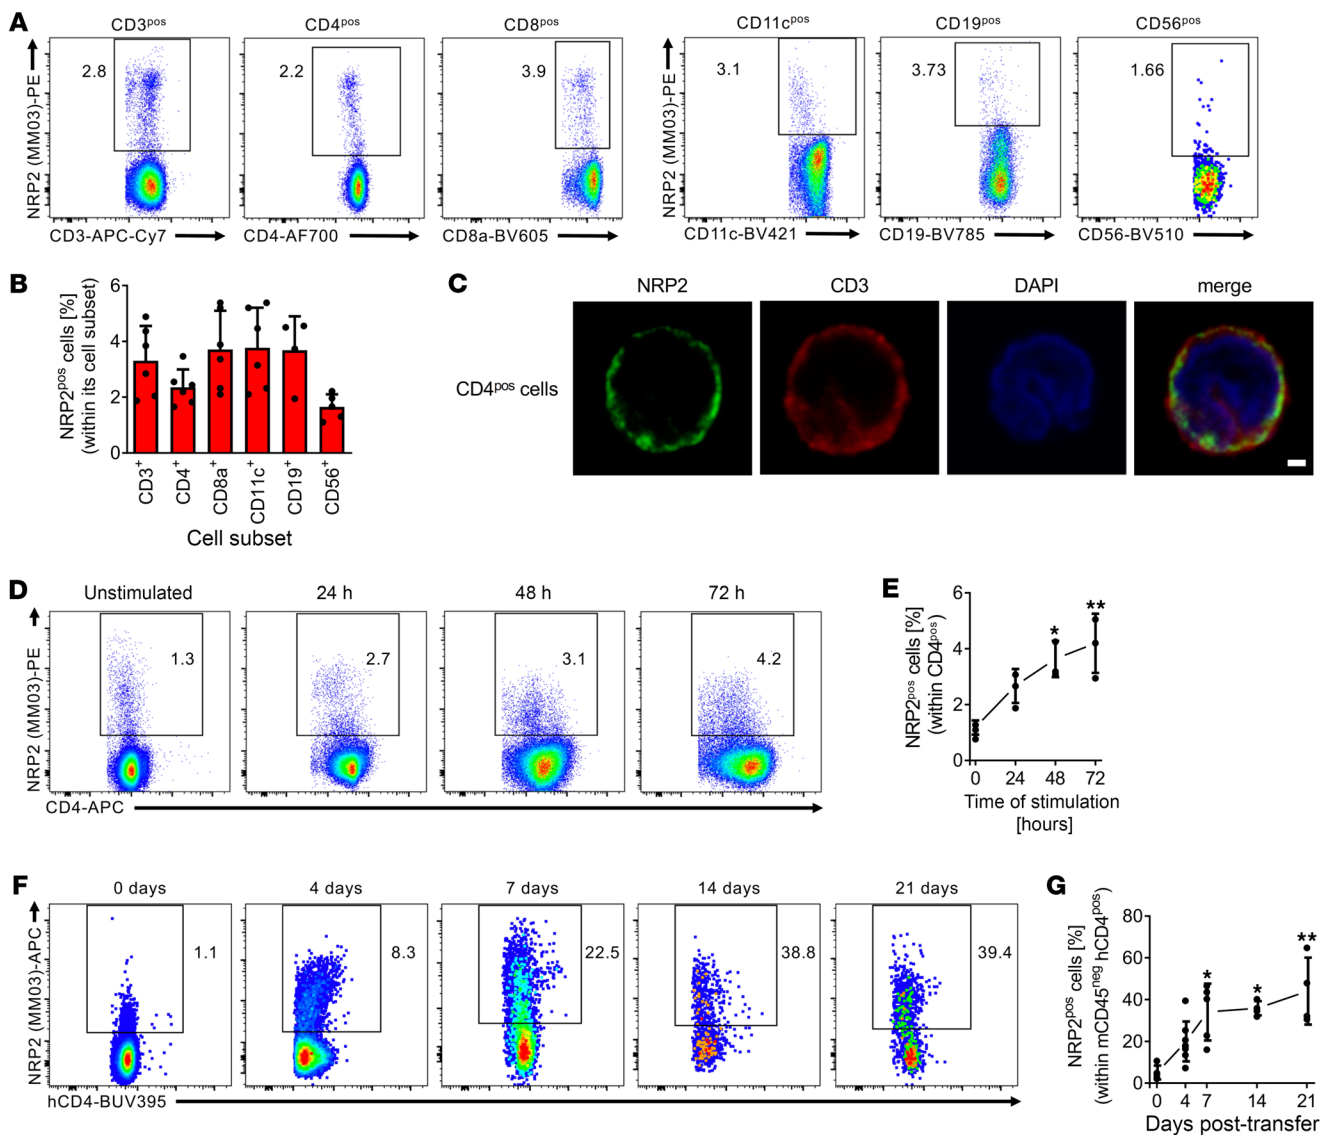 A
CD3pos
CD4pos
CD8pos
CD11cpos
CD19pos
CD56pos
NRP2 (MM03)-PE
2.8
2.2
3.9
NRP2 (MM03)-PE
3.1
3.73
1.66
CD3-APC-Cy7
CD4-AF700
CD8a-BV605
CD11c-BV421
CD19-BV785
CD56-BV510
B
NRP2pos cells [%]
(within its cell subset)
6
4
2
0
CD3+
CD4+
CD8a+
CD11c+
CD19+
CD56+
Cell subset
C
NRP2
CD3
DAPI
merge
CD4pos cells
D
Unstimulated
24 h
48 h
72 h
NRP2 (MM03)-PE
1.3
2.7
3.1
4.2
CD4-APC
E
NRP2pos cells [%]
(within CD4pos)
6
4
2
0
*
**
0 24 48 72
Time of stimulation
[hours]
F
0 days
4 days
7 days
14 days
21 days
NRP2 (MM03)-APC
1.1
8.3
22.5
38.8
39.4
hCD4-BUV395
G
NRP2pos cells [%]
(within mCD45neg hCD4pos)
80
60
40
20
0
*
*
**
0 4 7 14 21
Days post-transfer